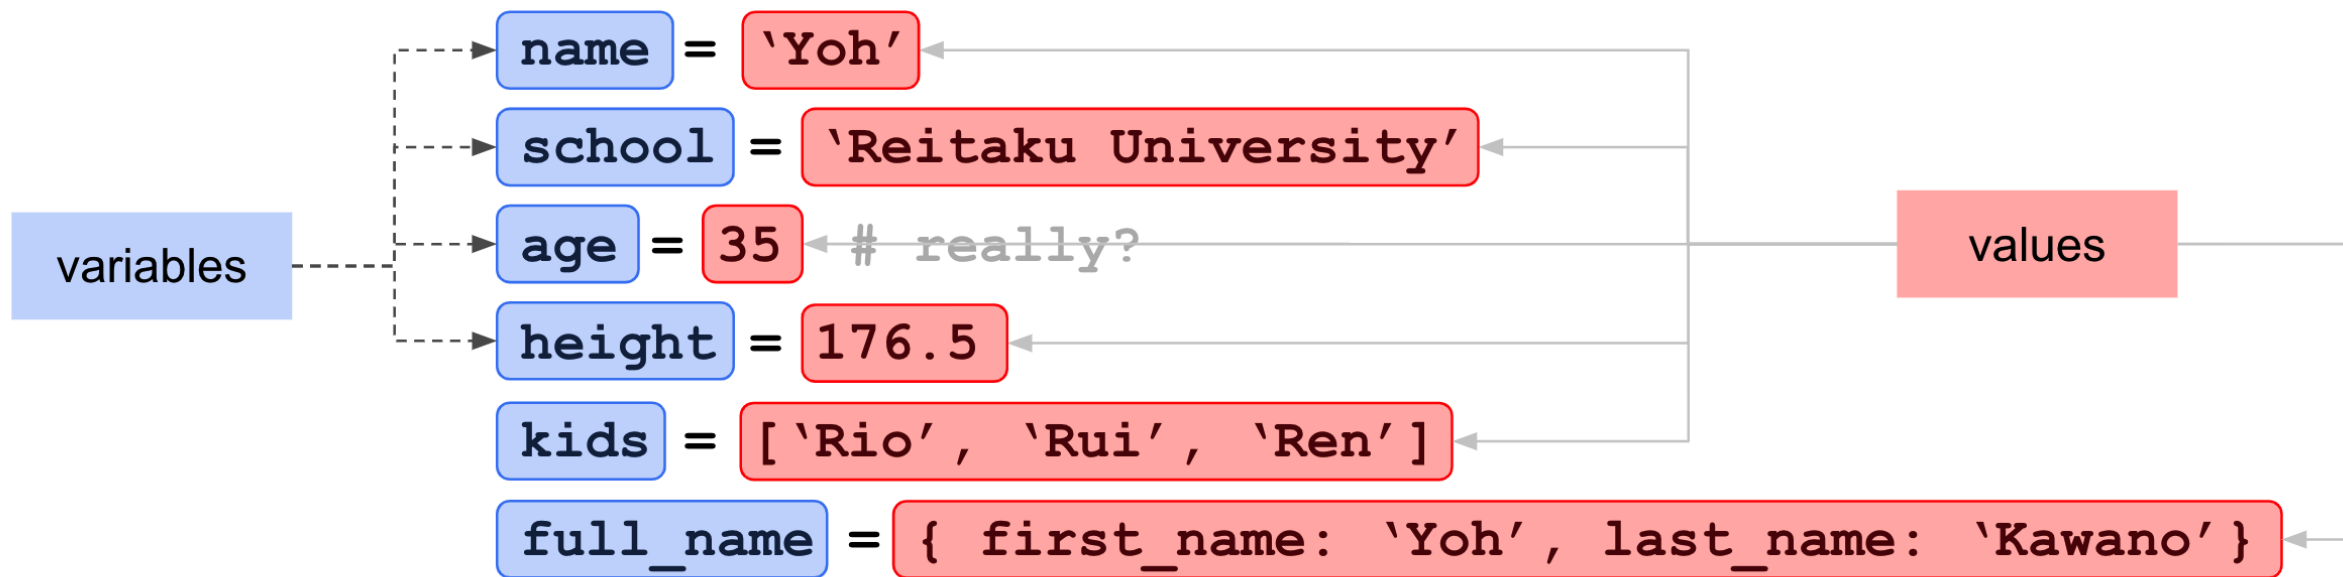 name = ‘Yoh’
school = ‘Reitaku University’
age = 35 # really?
height = 176.5
kids = [‘Rio’, ‘Rui’, ‘Ren’]
full_name = { first_name: ‘Yoh’, last_name: ‘Kawano’}
variables
values